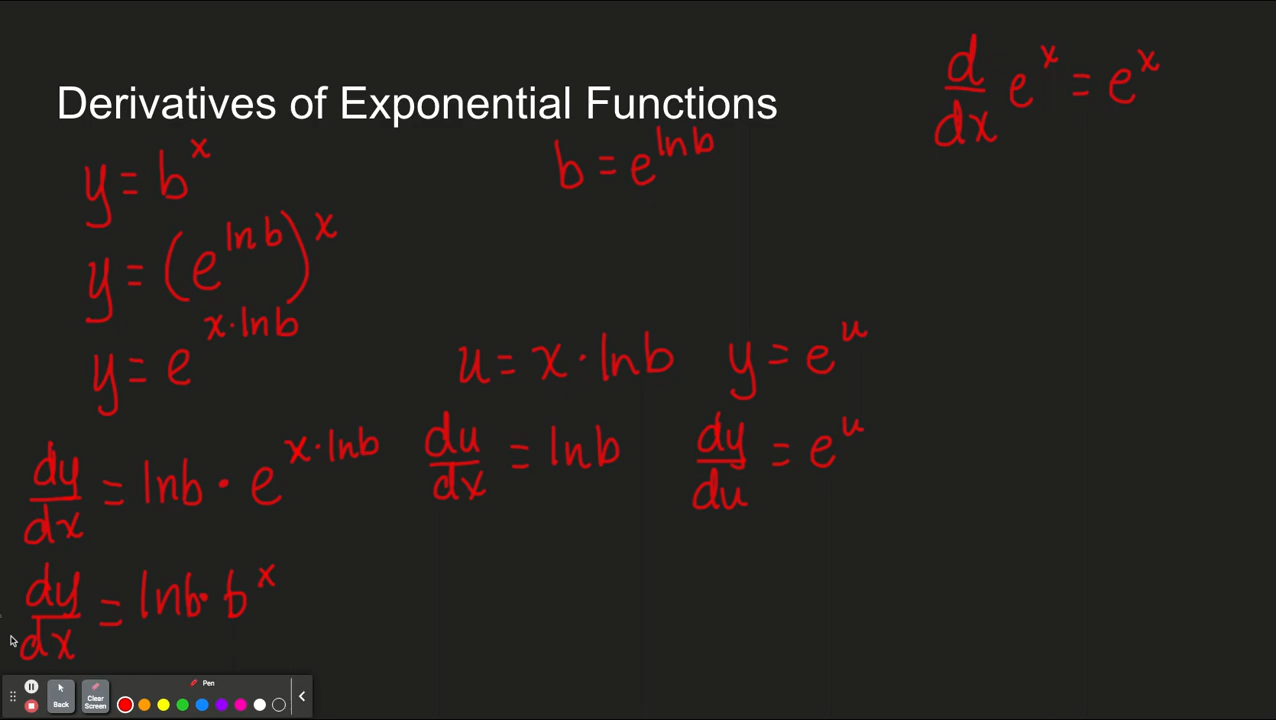 Derivatives of Exponential Functions
d/dx e^x = e^x
y = b^x
b = e^(ln b)
y = (e^(ln b))^x
y = e^(x·ln b)
u = x·ln b
y = e^u
dy/dx = ln b · e^(x·ln b)
du/dx = ln b
dy/du = e^u
dy/dx = ln b · b^x
Pen
Back
Clear
Screen